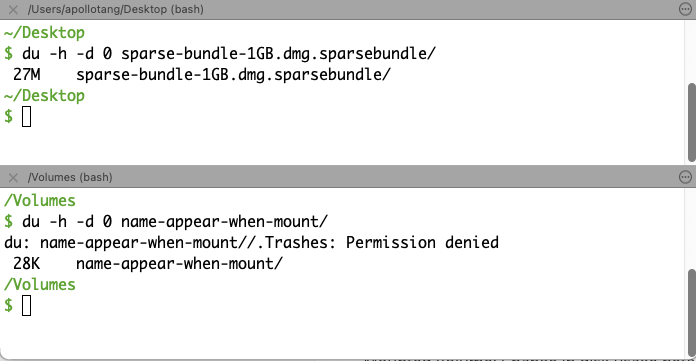 /Users/apollotang/Desktop (bash)
~/Desktop
$ du -h -d 0 sparse-bundle-1GB.dmg.sparsebundle/
27M sparse-bundle-1GB.dmg.sparsebundle/
~/Desktop
$
/Volumes (bash)
/Volumes
$ du -h -d 0 name-appear-when-mount/
du: name-appear-when-mount//.Trashes: Permission denied
28K name-appear-when-mount/
/Volumes
$